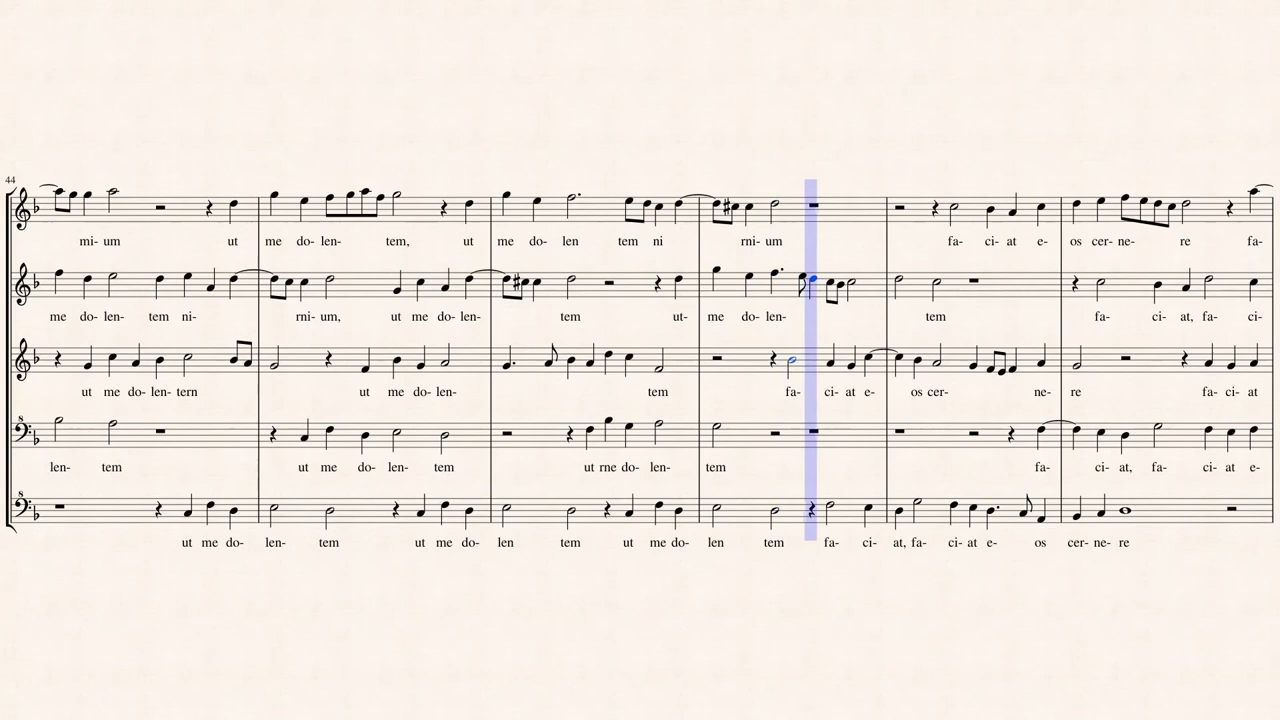 44
mi- um ut me do- len- tem, ut me do- len tem ni rni- um fa- ci- at e- os cer- ne- re fa-
me do- len- tem ni- rni- um, ut me do- len- tem ut- me do- len- tem fa- ci- at, fa- ci-
ut me do- len- tern ut me do- len- tem fa- ci- at e- os cer- ne- re fa- ci- at
len- tem ut me do- len- tem ut rne do- len- tem fa- ci- at, fa- ci- at e-
ut me do- len- tem ut me do- len tem ut me do- len tem fa- ci- at, fa- ci- at e- os cer- ne- re